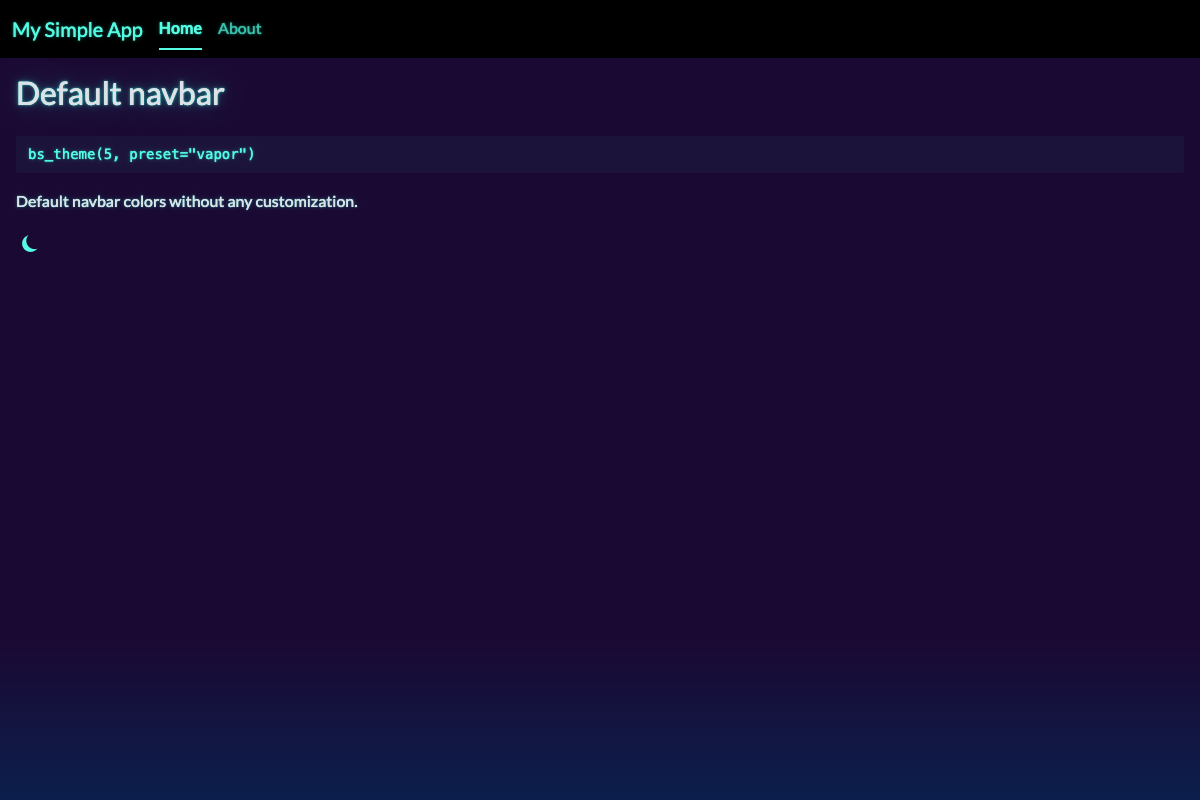 My Simple App Home About
Default navbar
bs_theme(5, preset="vapor")
Default navbar colors without any customization.